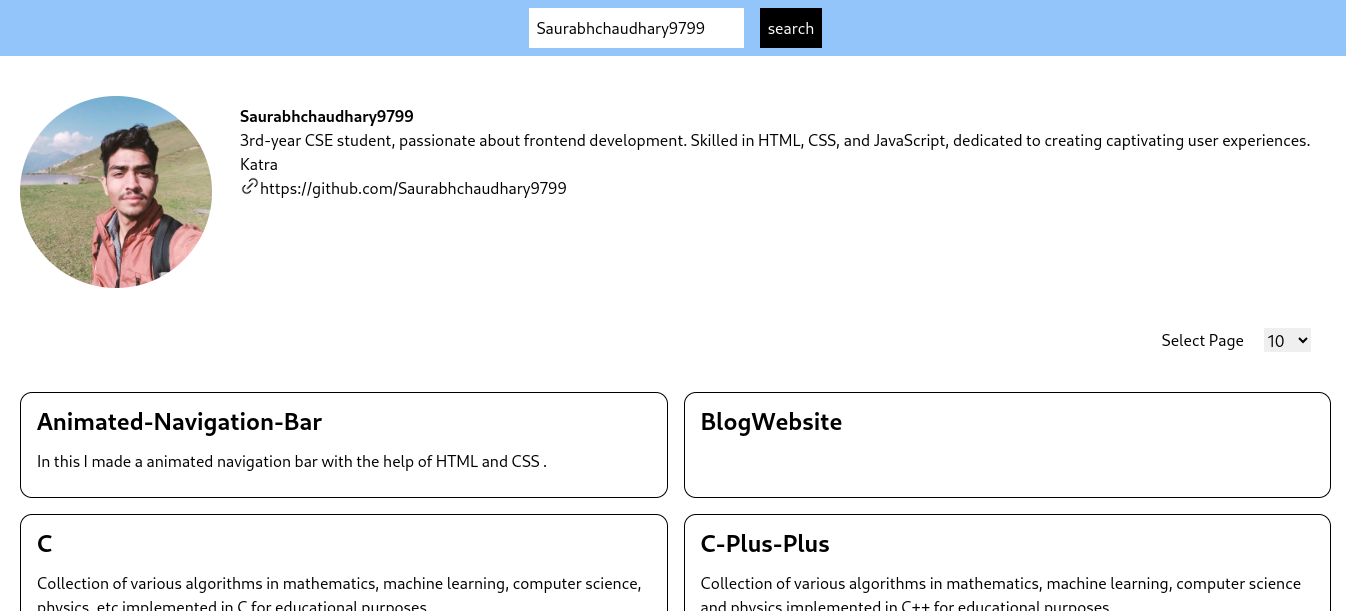 Saurabhchaudhary9799 search
Saurabhchaudhary9799
3rd-year CSE student, passionate about frontend development. Skilled in HTML, CSS, and JavaScript, dedicated to creating captivating user experiences.
Katra
https://github.com/Saurabhchaudhary9799
Select Page 10
Animated-Navigation-Bar
In this I made a animated navigation bar with the help of HTML and CSS .
BlogWebsite
C
Collection of various algorithms in mathematics, machine learning, computer science,
physics, etc implemented in C for educational purposes.
C-Plus-Plus
Collection of various algorithms in mathematics, machine learning, computer science
and physics implemented in C++ for educational purposes.